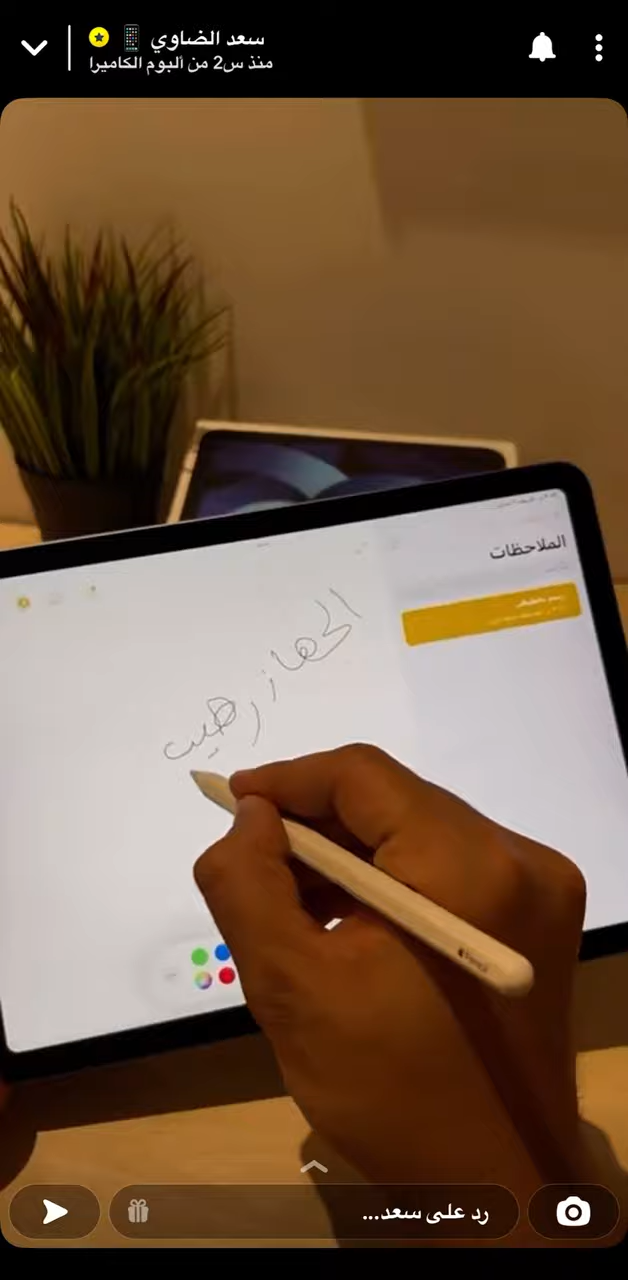 سعد الضاوي
منذ س2 من ألبوم الكاميرا
الملاحظات
الجهاز رهيب
رد على سعد...